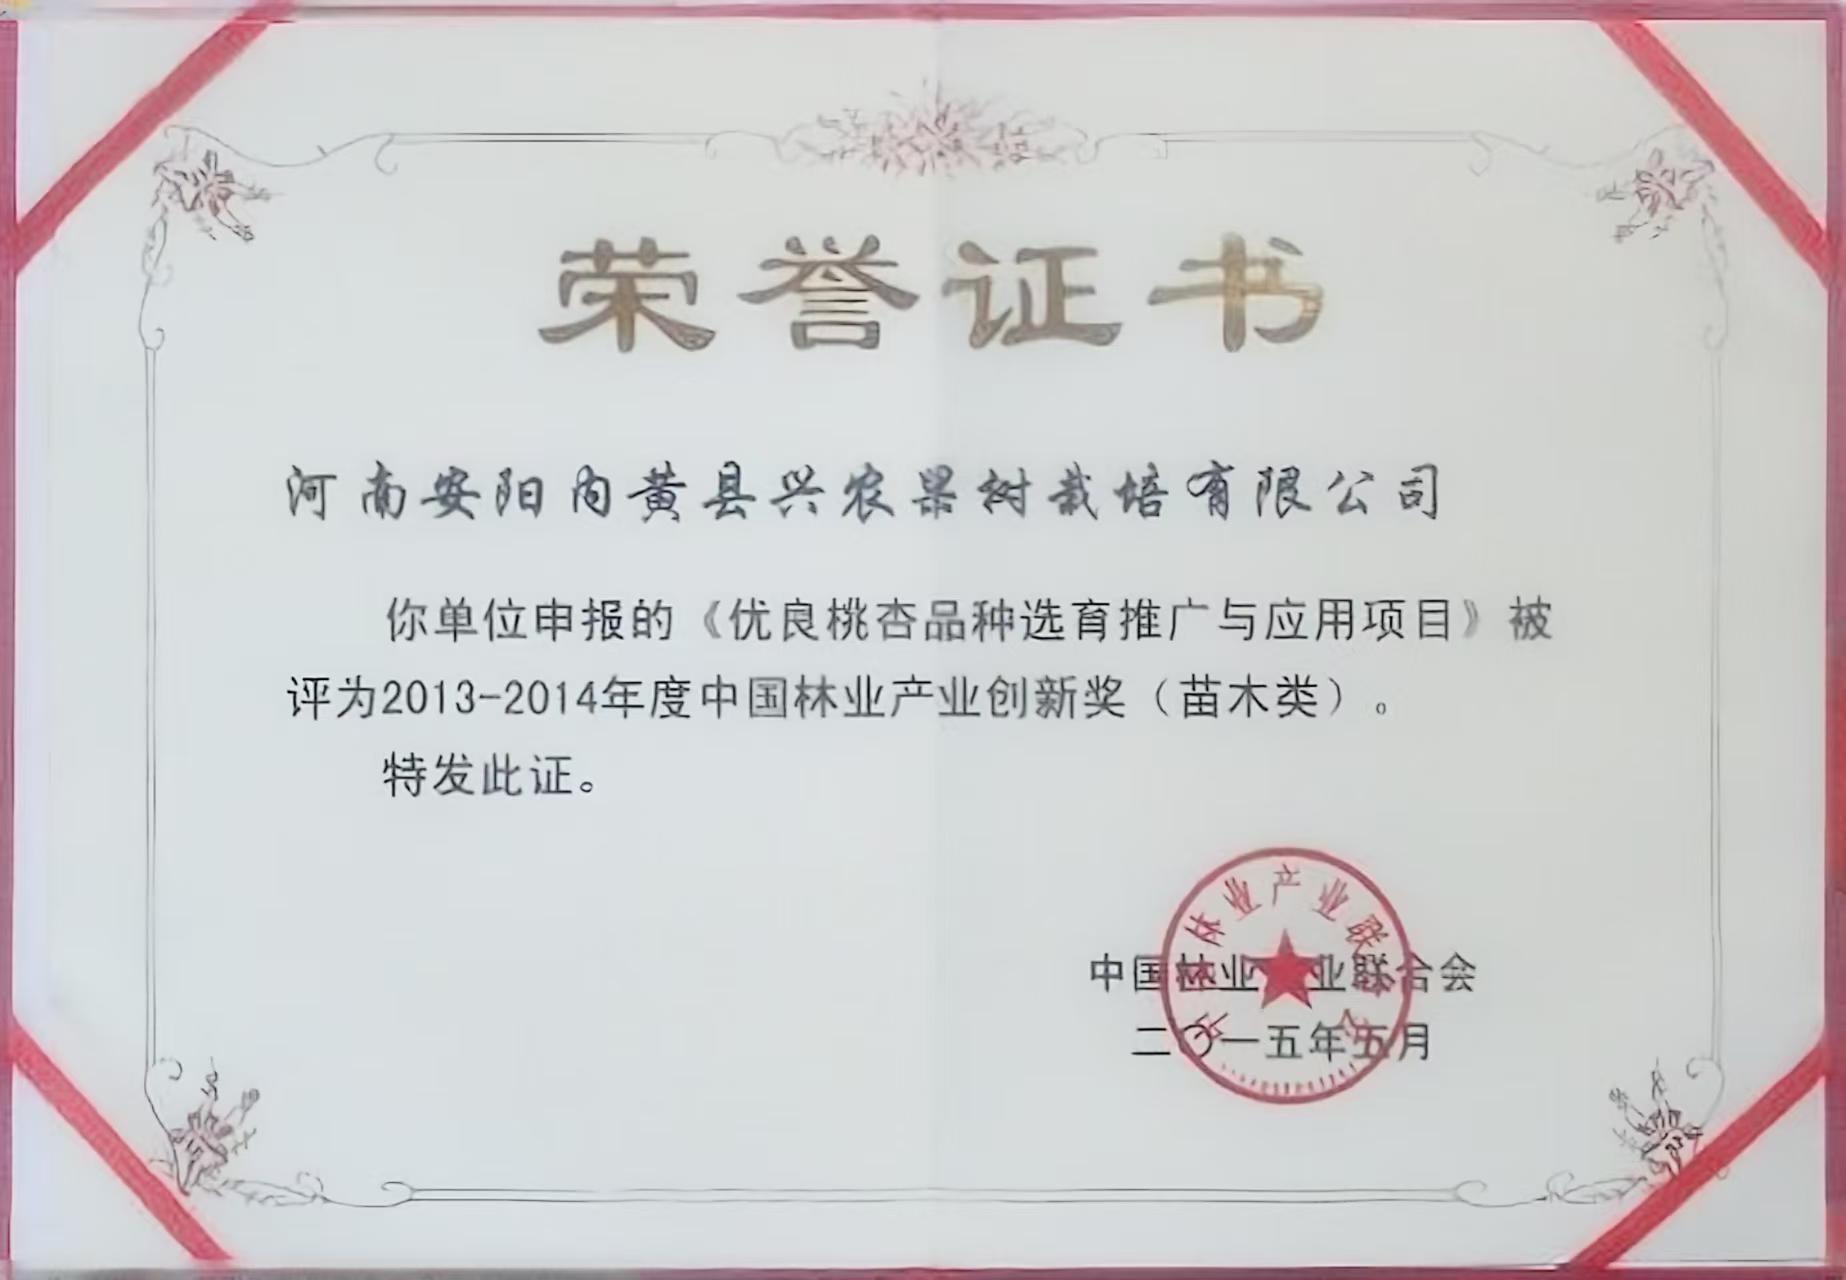 荣誉证书
河南安阳内黄县兴农果树栽培有限公司
你单位申报的《优良桃杏品种选育推广与应用项目》被
评为2013-2014年度中国林业产业创新奖（苗木类）。
特发此证。
中国林业产业联合会
中国林业产业联合会
二〇一五年五月